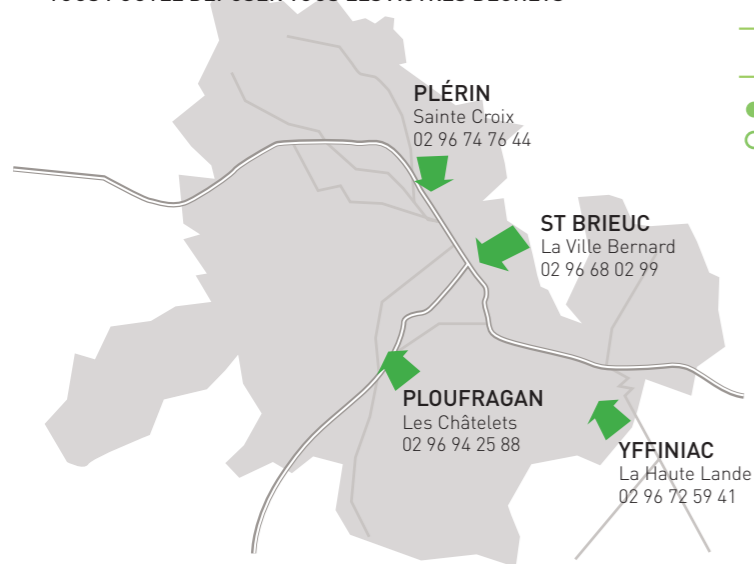 PLÉRIN
Sainte Croix
02 96 74 76 44
ST BRIEUC
La Ville Bernard
02 96 68 02 99
PLOUFRAGAN
Les Châtelets
02 96 94 25 88
YFFINIAC
La Haute Lande
02 96 72 59 41